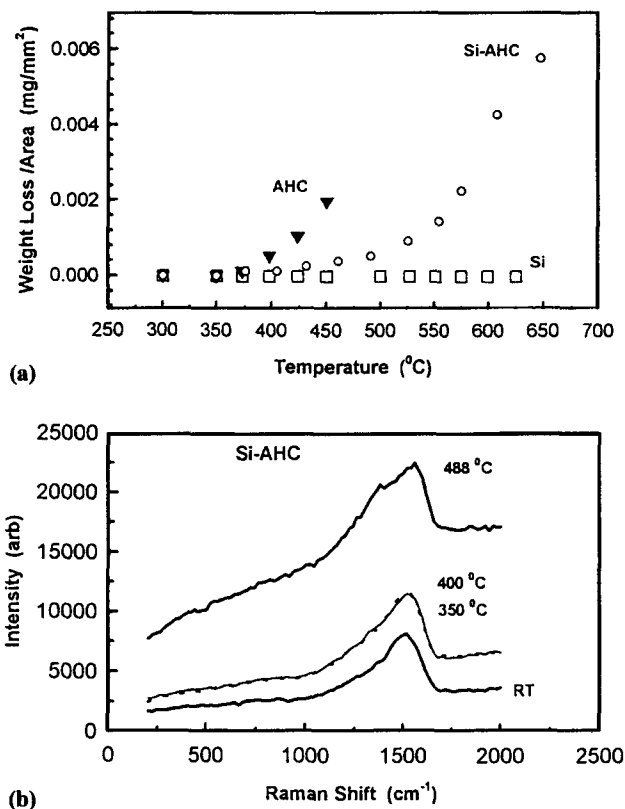 Weight Loss /Area (mg/mm²)
0.006
0.004
0.002
0.000
Si-AHC
AHC
Si
250 300 350 400 450 500 550 600 650 700
Temperature (⁰C)
(a)
25000
20000
15000
10000
5000
0
Intensity (arb)
Si-AHC
488 ⁰C
400 ⁰C
350 ⁰C
RT
0 500 1000 1500 2000 2500
Raman Shift (cm⁻¹)
(b)